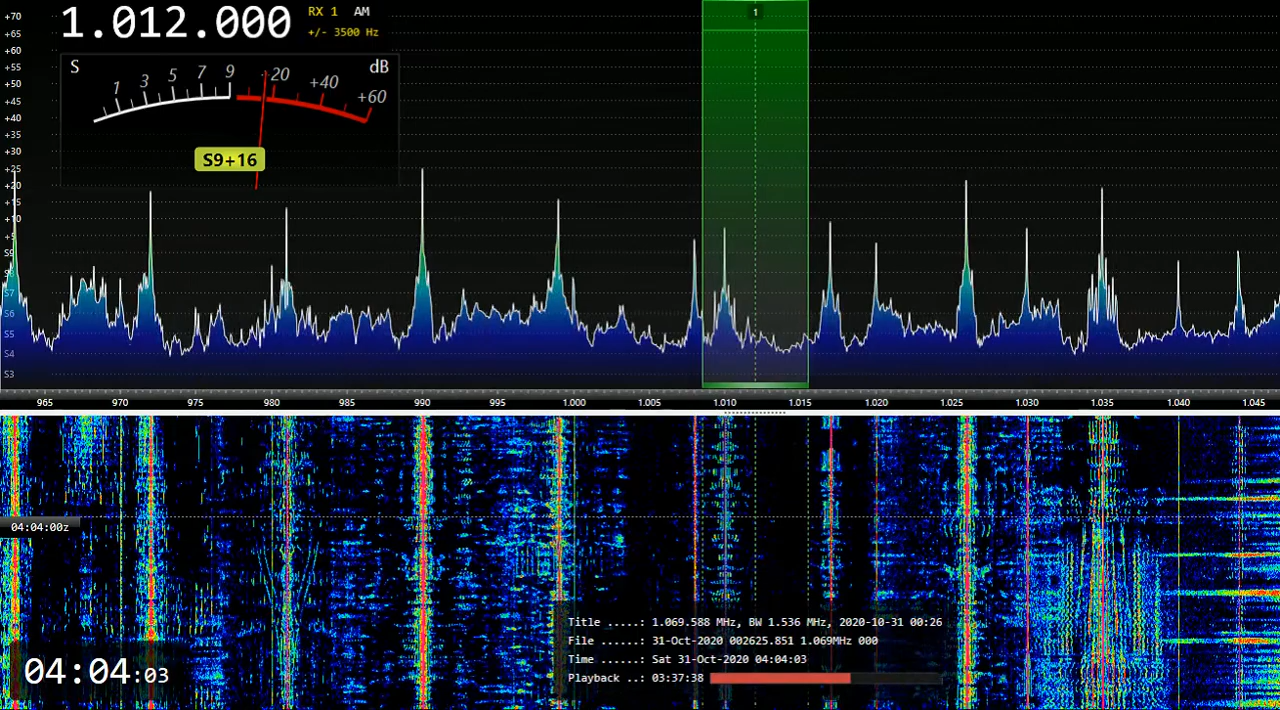 1.012.000
RX 1 AM
+/- 3500 Hz
S dB
1 3 5 7 9 +20 +40 +60
S9+16
1
+70
+65
+60
+55
+50
+45
+40
+35
+30
+25
+20
+15
+10
+5
S9
S8
S7
S6
S5
S4
S3
965 970 975 980 985 990 995 1.000 1.005 1.010 1.015 1.020 1.025 1.030 1.035 1.040 1.045
04:04:00z
Title .....: 1.069.588 MHz, BW 1.536 MHz, 2020-10-31 00:26
File ......: 31-Oct-2020 002625.851 1.069MHz 000
Time ......: Sat 31-Oct-2020 04:04:03
Playback ..: 03:37:38
04:04:03